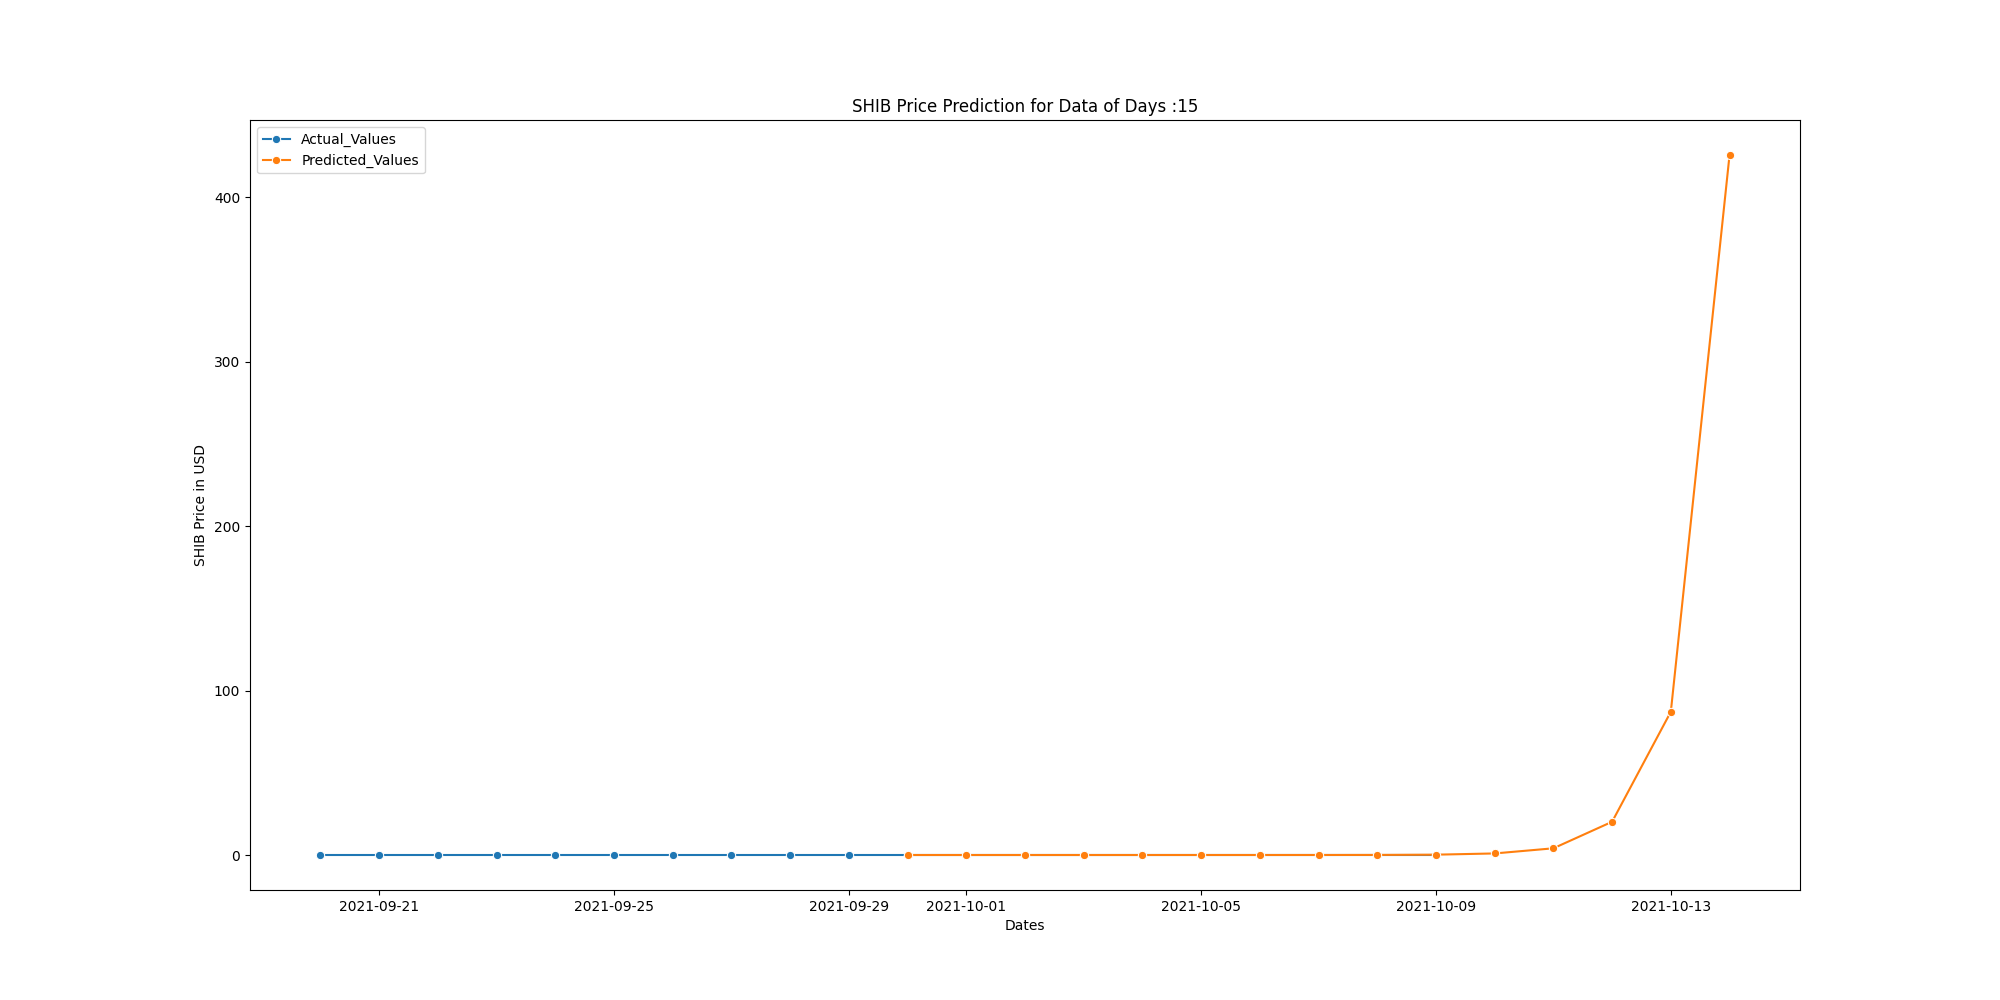 SHIB Price Prediction for Data of Days :15
Actual_Values
Predicted_Values
400
300
200
100
0
SHIB Price in USD
2021-09-21
2021-09-25
2021-09-29
2021-10-01
2021-10-05
2021-10-09
2021-10-13
Dates